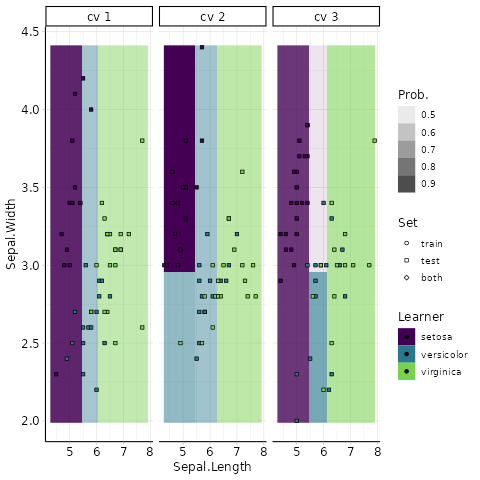 cv 1 cv 2 cv 3
4.5
4.0
3.5
3.0
2.5
2.0
Sepal.Width
5 6 7 8 5 6 7 8 5 6 7 8
Sepal.Length
Prob.
0.5
0.6
0.7
0.8
0.9
Set
train
test
both
Learner
setosa
versicolor
virginica